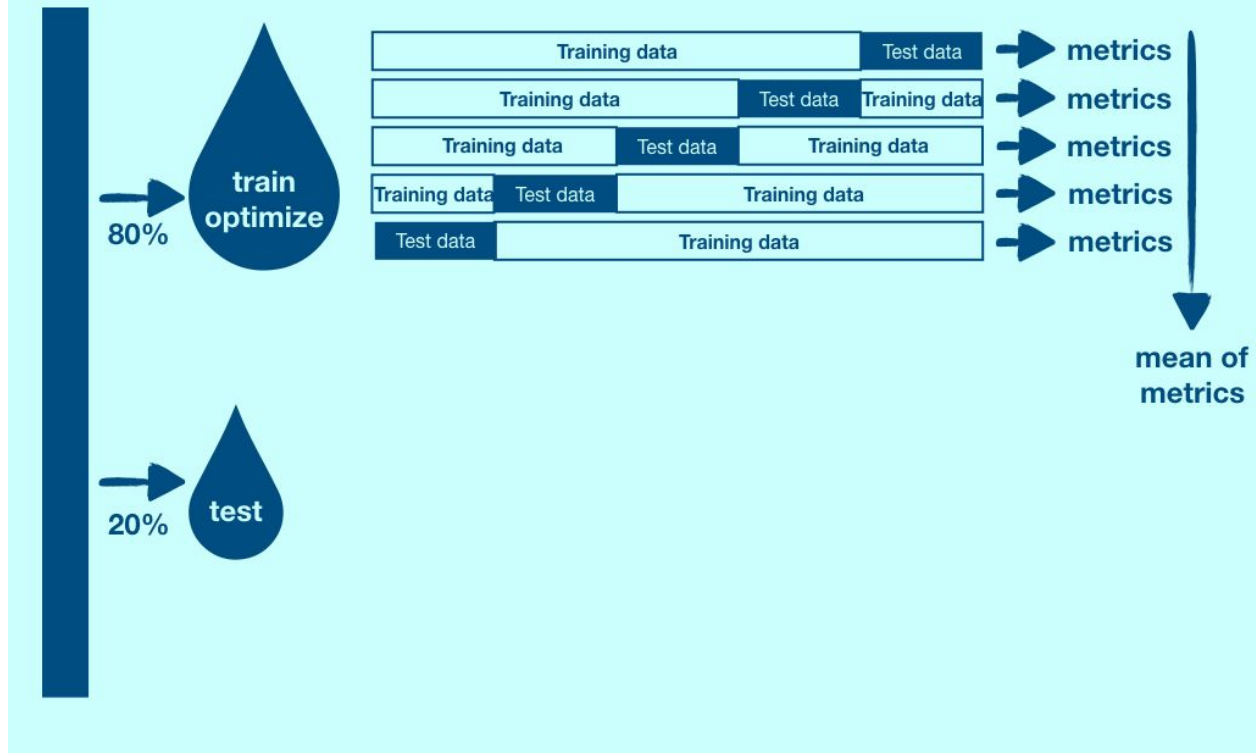 Training data Test data metrics
Training data Test data Training data metrics
Training data Test data Training data metrics
Training data Test data Training data metrics
Test data Training data metrics
train
optimize
80%
mean of
metrics
test
20%